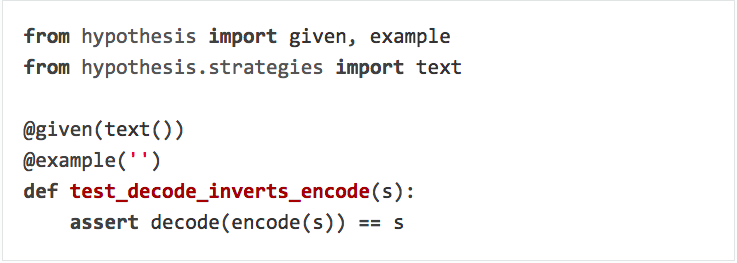 from hypothesis import given, example
from hypothesis.strategies import text

@given(text())
@example('')
def test_decode_inverts_encode(s):
    assert decode(encode(s)) == s